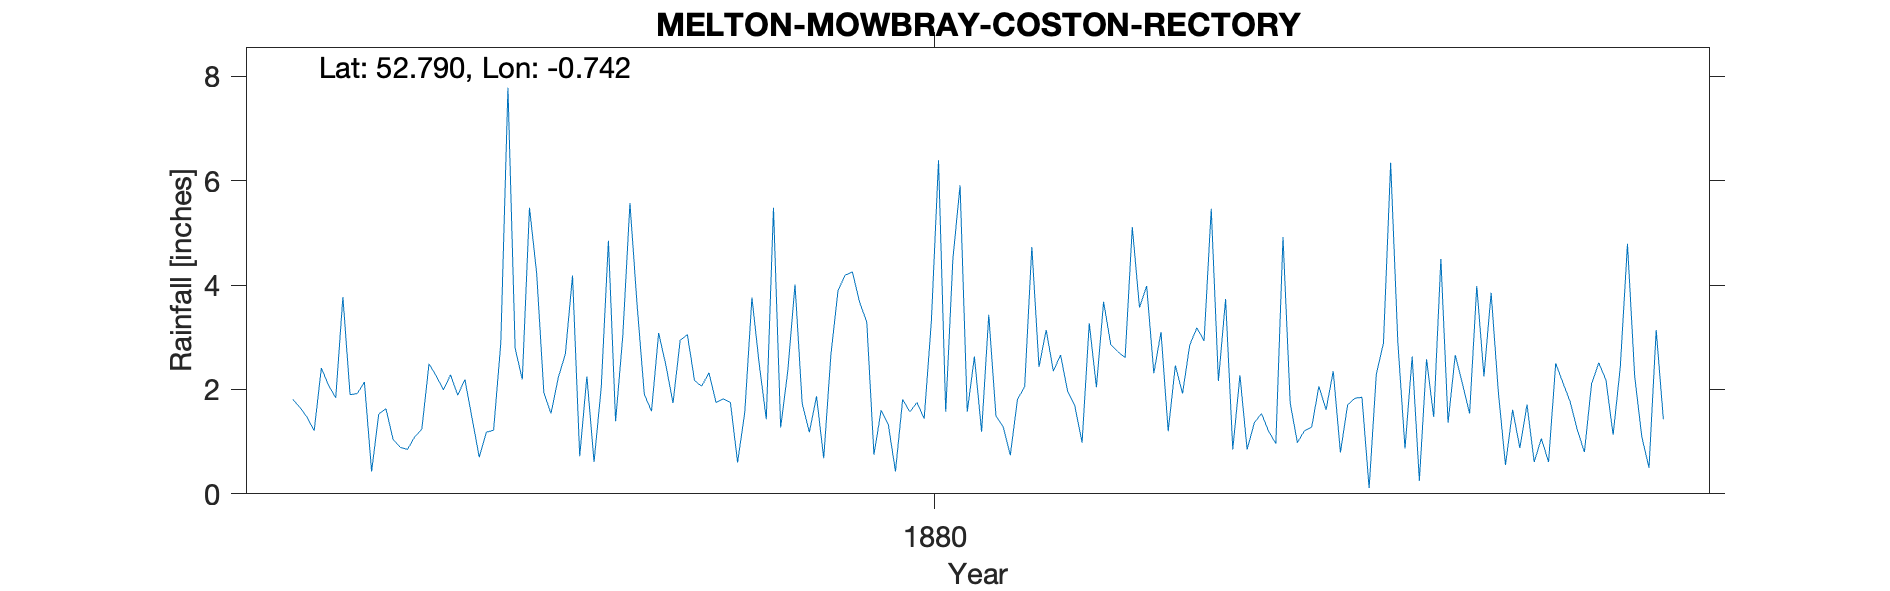 MELTON-MOWBRAY-COSTON-RECTORY
Lat: 52.790, Lon: -0.742
8
6
4
2
0
Rainfall [inches]
1880
Year